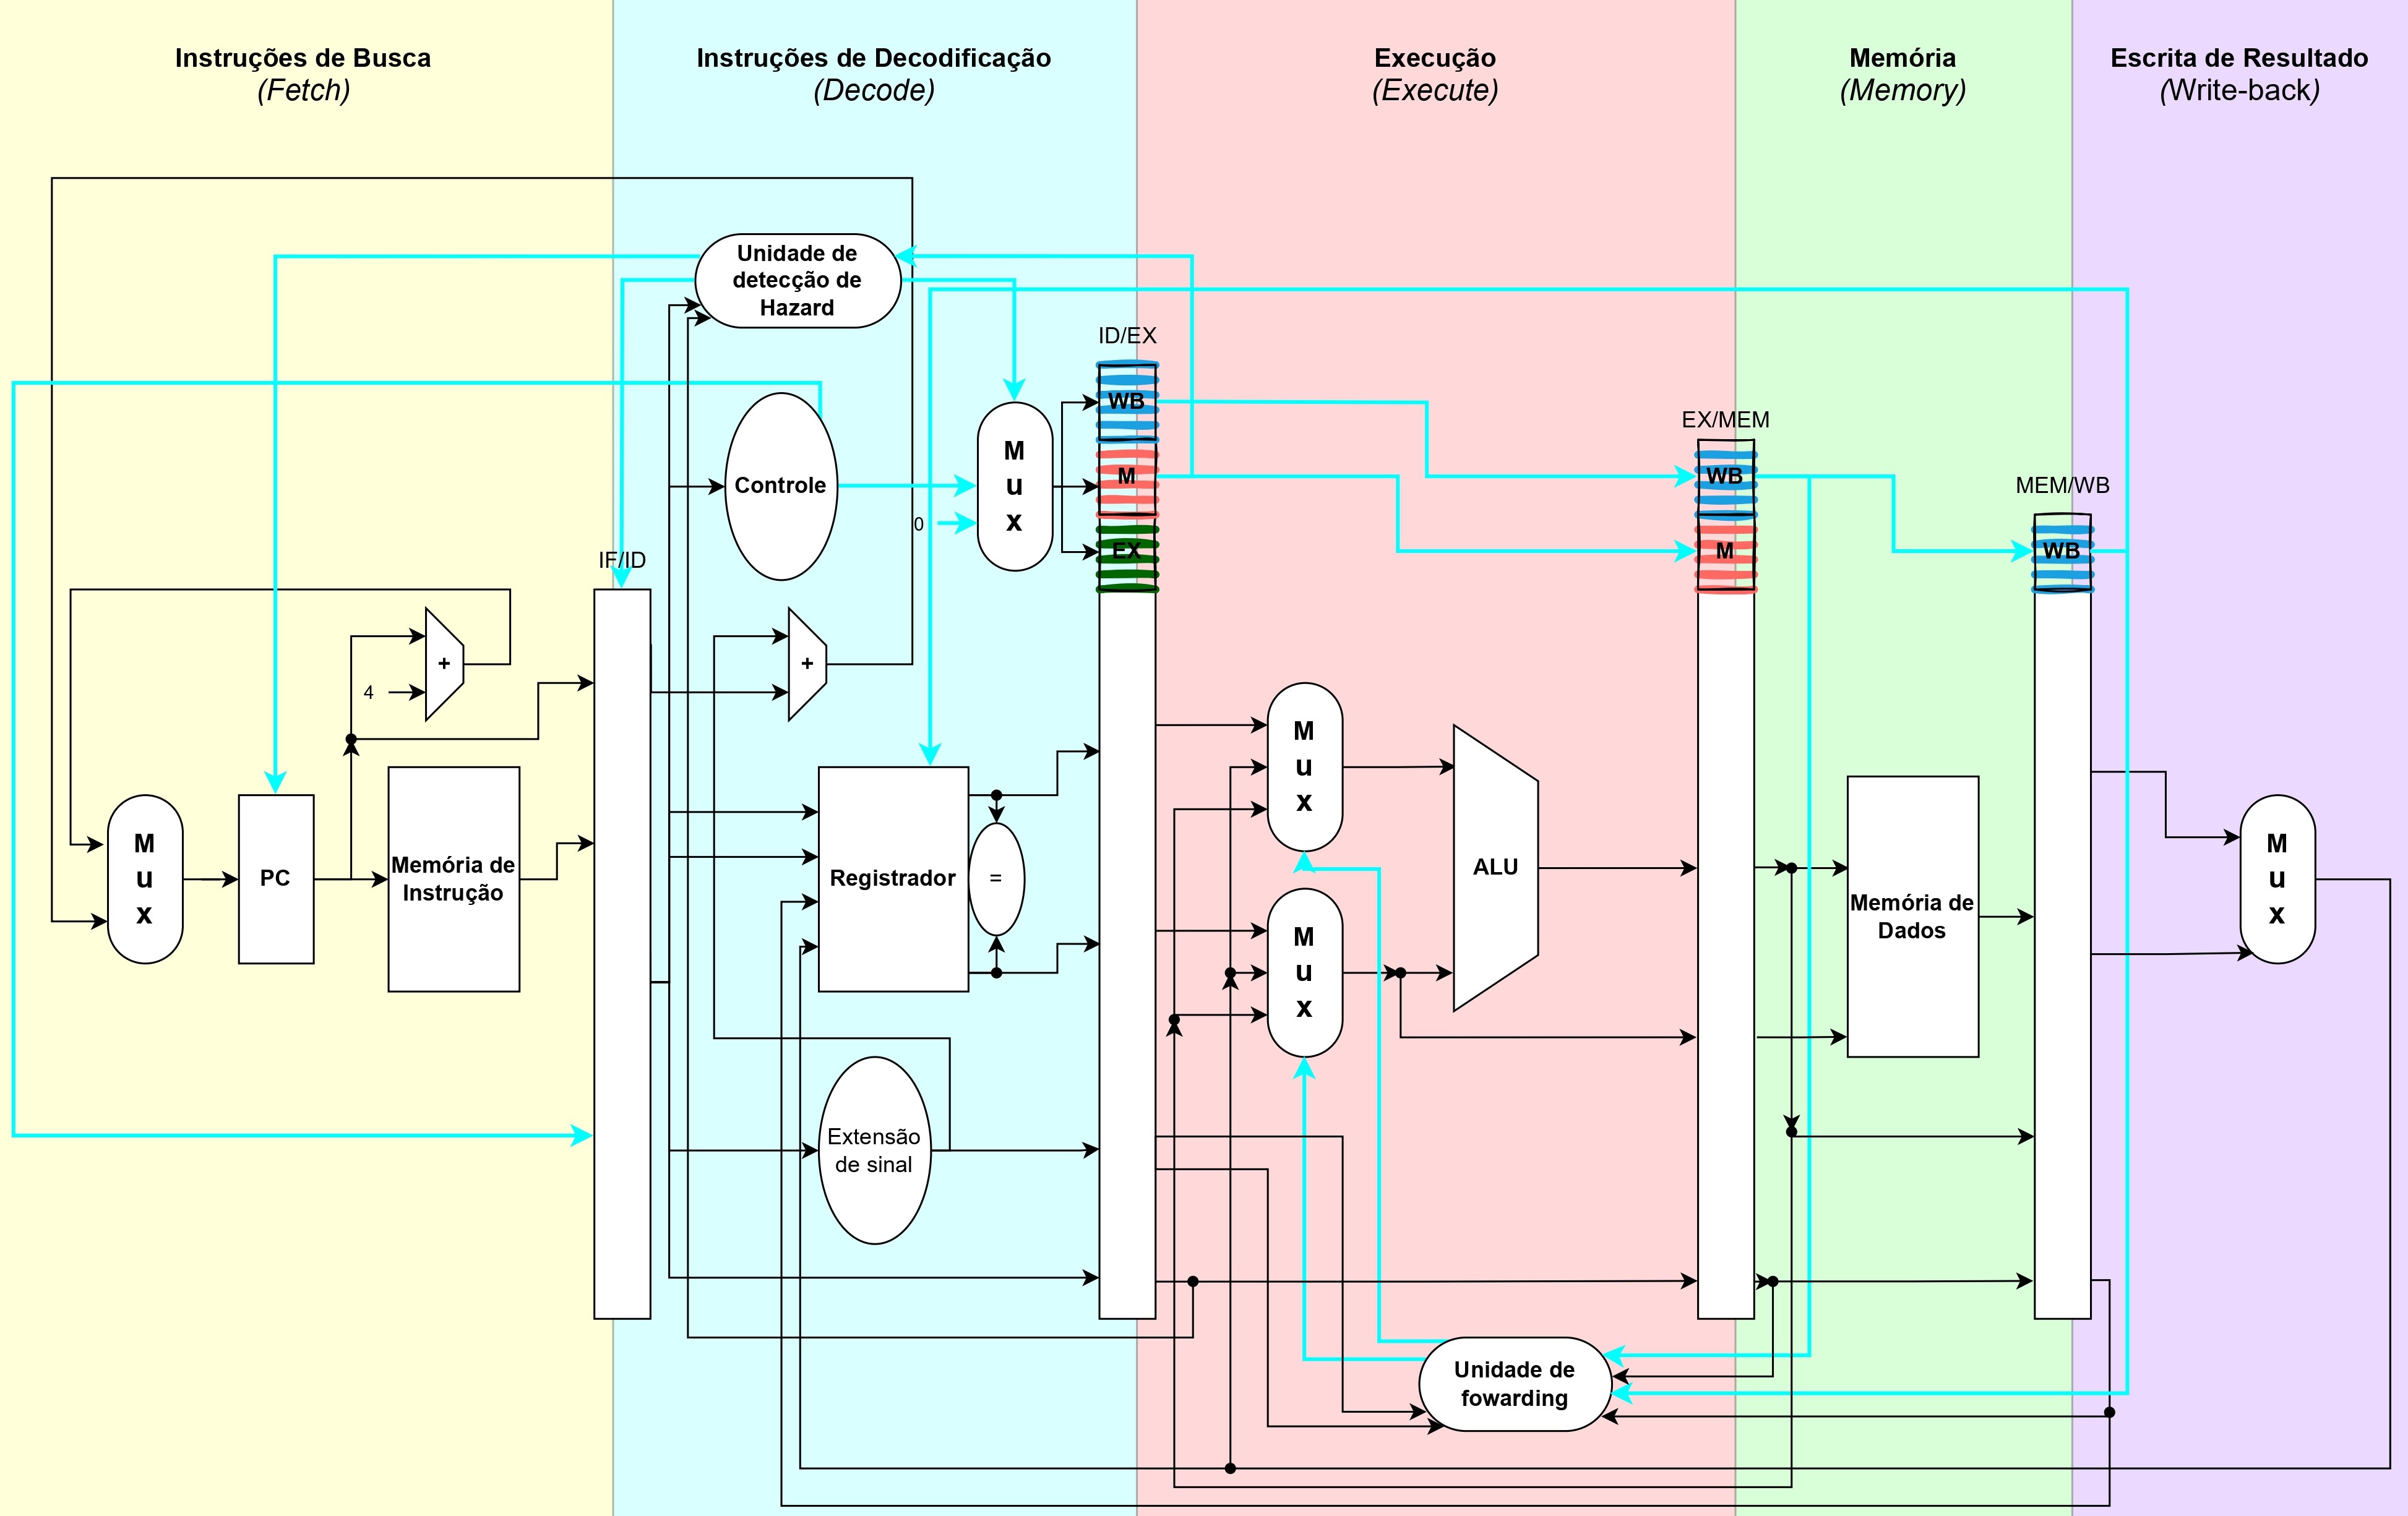 Instruções de Busca
(Fetch)
Instruções de Decodificação
(Decode)
Execução
(Execute)
Memória
(Memory)
Escrita de Resultado
(Write-back)
Unidade de
detecção de
Hazard
ID/EX
WB
M
EX
Controle
M
u
x
0
EX/MEM
WB
M
MEM/WB
WB
IF/ID
+
4
+
M
u
x
PC
Memória de
Instrução
Registrador
=
M
u
x
M
u
x
ALU
Memória de
Dados
M
u
x
Extensão
de sinal
Unidade de
fowarding